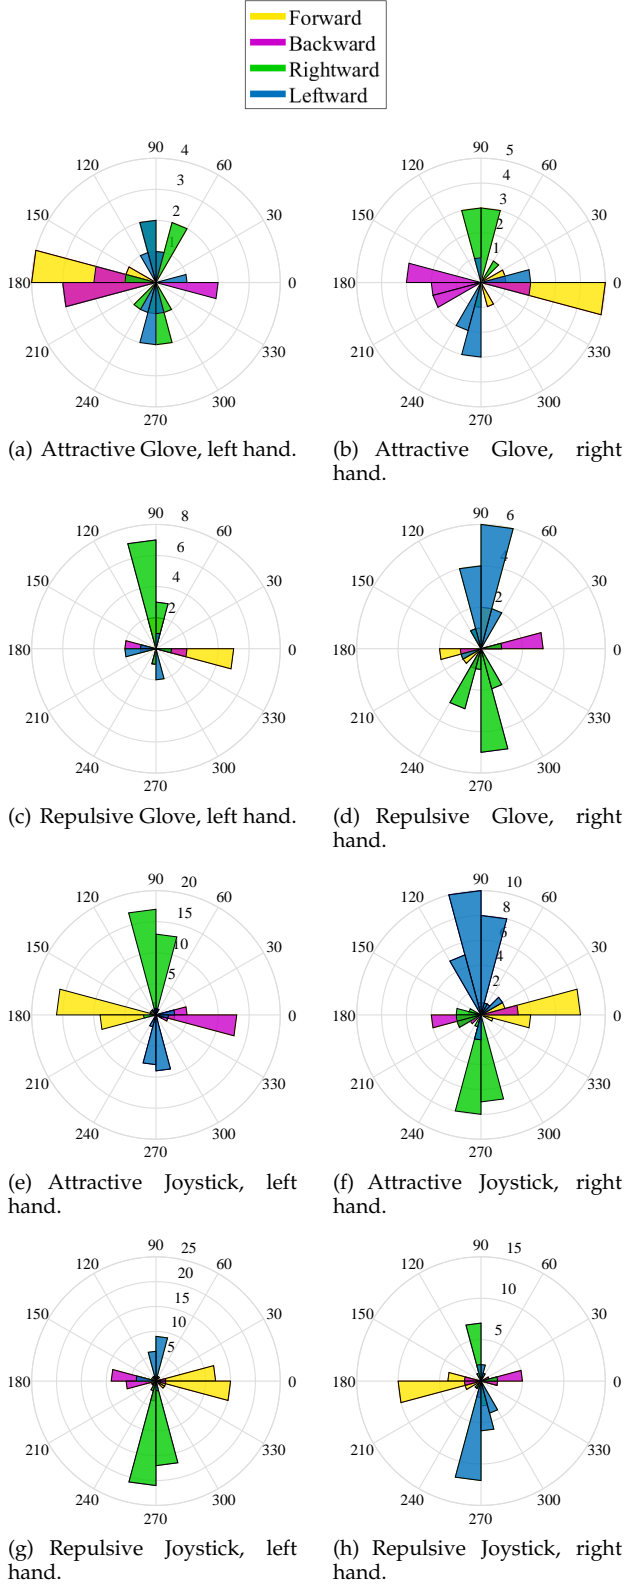 Forward
Backward
Rightward
Leftward
90 4
120 60
3
150 2 30
1
180 0
210 330
240 300
270
90 5
120 60
4
3
150 2 30
1
180 0
210 330
240 300
270
(a) Attractive Glove, left hand.
(b) Attractive Glove, right
hand.
90 8
120 60
6
150 4 30
2
180 0
210 330
240 300
270
90 6
120 60
4
150 30
2
180 0
210 330
240 300
270
(c) Repulsive Glove, left hand.
(d) Repulsive Glove, right
hand.
90 20
120 60
15
150 10 30
5
180 0
210 330
240 300
270
90 10
120 60
8
6
150 4 30
2
180 0
210 330
240 300
270
(e) Attractive Joystick, left
hand.
(f) Attractive Joystick, right
hand.
90 25
120 60
20
15
150 10 30
5
180 0
210 330
240 300
270
90 15
120 60
10
150 30
5
180 0
210 330
240 300
270
(g) Repulsive Joystick, left
hand.
(h) Repulsive Joystick, right
hand.